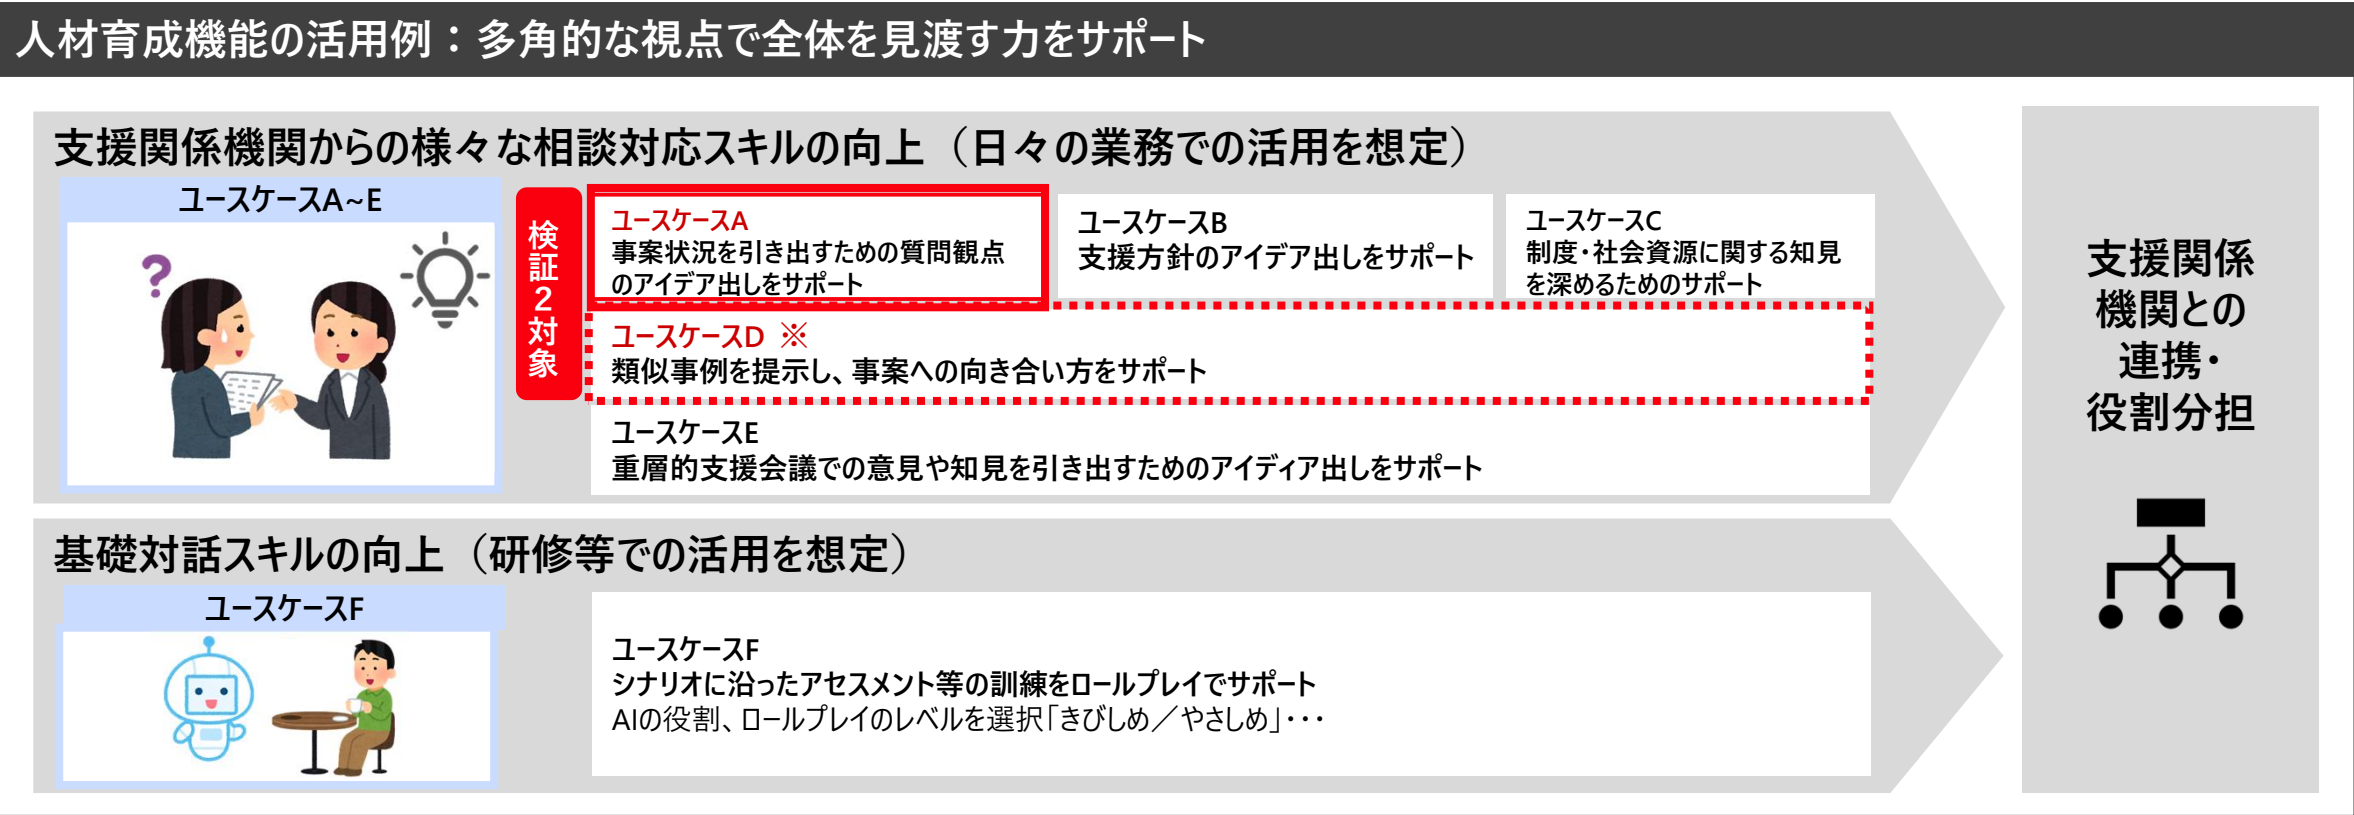 人材育成機能の活用例：多角的な視点で全体を見渡す力をサポート
支援関係機関からの様々な相談対応スキルの向上（日々の業務での活用を想定）
ユースケースA~E
?
検証２対象
ユースケースA
事案状況を引き出すための質問観点
のアイデア出しをサポート
ユースケースB
支援方針のアイデア出しをサポート
ユースケースC
制度・社会資源に関する知見
を深めるためのサポート
ユースケースD ※
類似事例を提示し、事案への向き合い方をサポート
ユースケースE
重層的支援会議での意見や知見を引き出すためのアイディア出しをサポート
基礎対話スキルの向上（研修等での活用を想定）
ユースケースF
ユースケースF
シナリオに沿ったアセスメント等の訓練をロールプレイでサポート
AIの役割、ロールプレイのレベルを選択「きびしめ／やさしめ」・・・
支援関係
機関との
連携・
役割分担